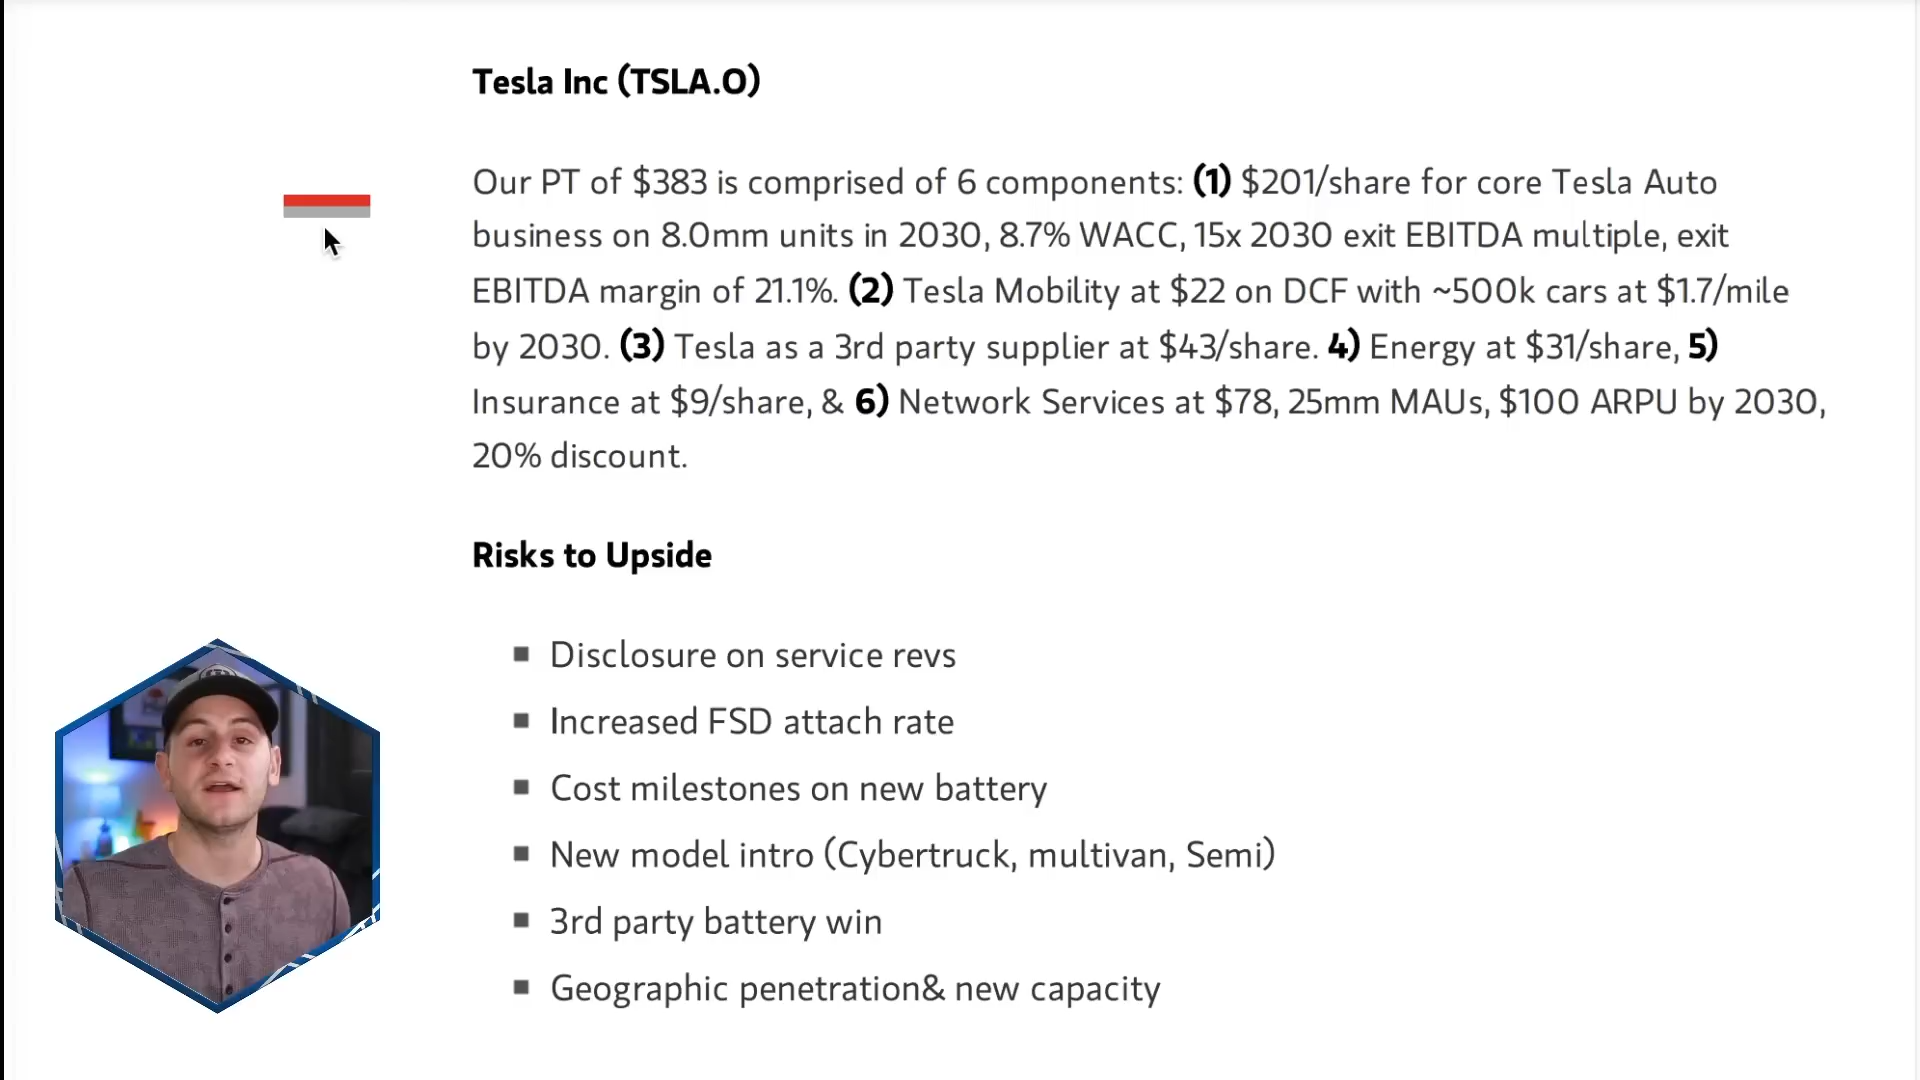 Tesla Inc (TSLA.O)
Our PT of $383 is comprised of 6 components: (1) $201/share for core Tesla Auto
business on 8.0mm units in 2030, 8.7% WACC, 15x 2030 exit EBITDA multiple, exit
EBITDA margin of 21.1%. (2) Tesla Mobility at $22 on DCF with ~500k cars at $1.7/mile
by 2030. (3) Tesla as a 3rd party supplier at $43/share. 4) Energy at $31/share, 5)
Insurance at $9/share, & 6) Network Services at $78, 25mm MAUs, $100 ARPU by 2030,
20% discount.
Risks to Upside
■ Disclosure on service revs
■ Increased FSD attach rate
■ Cost milestones on new battery
■ New model intro (Cybertruck, multivan, Semi)
■ 3rd party battery win
■ Geographic penetration& new capacity